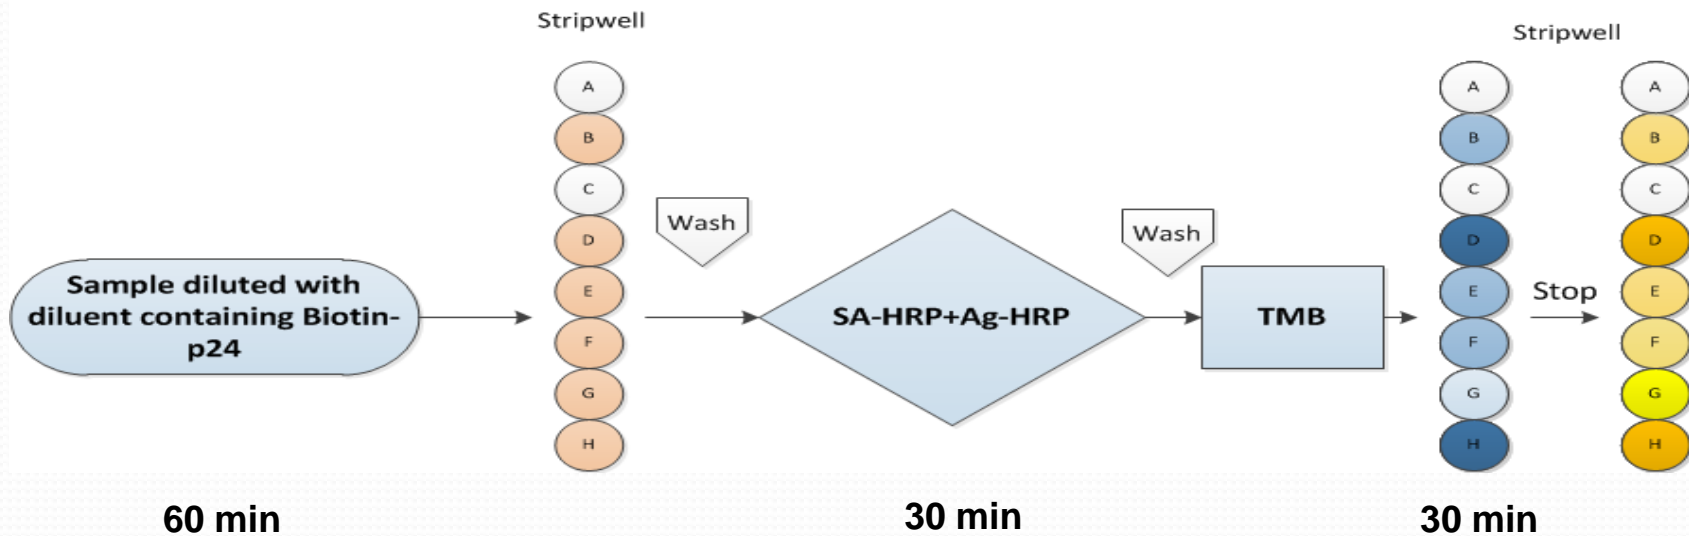 Stripwell
A
B
C
D
E
F
G
H
Sample diluted with
diluent containing Biotin-
p24
Wash
SA-HRP+Ag-HRP
Wash
TMB
Stripwell
A
B
C
D
E
F
G
H
Stop
A
B
C
D
E
F
G
H
60 min
30 min
30 min